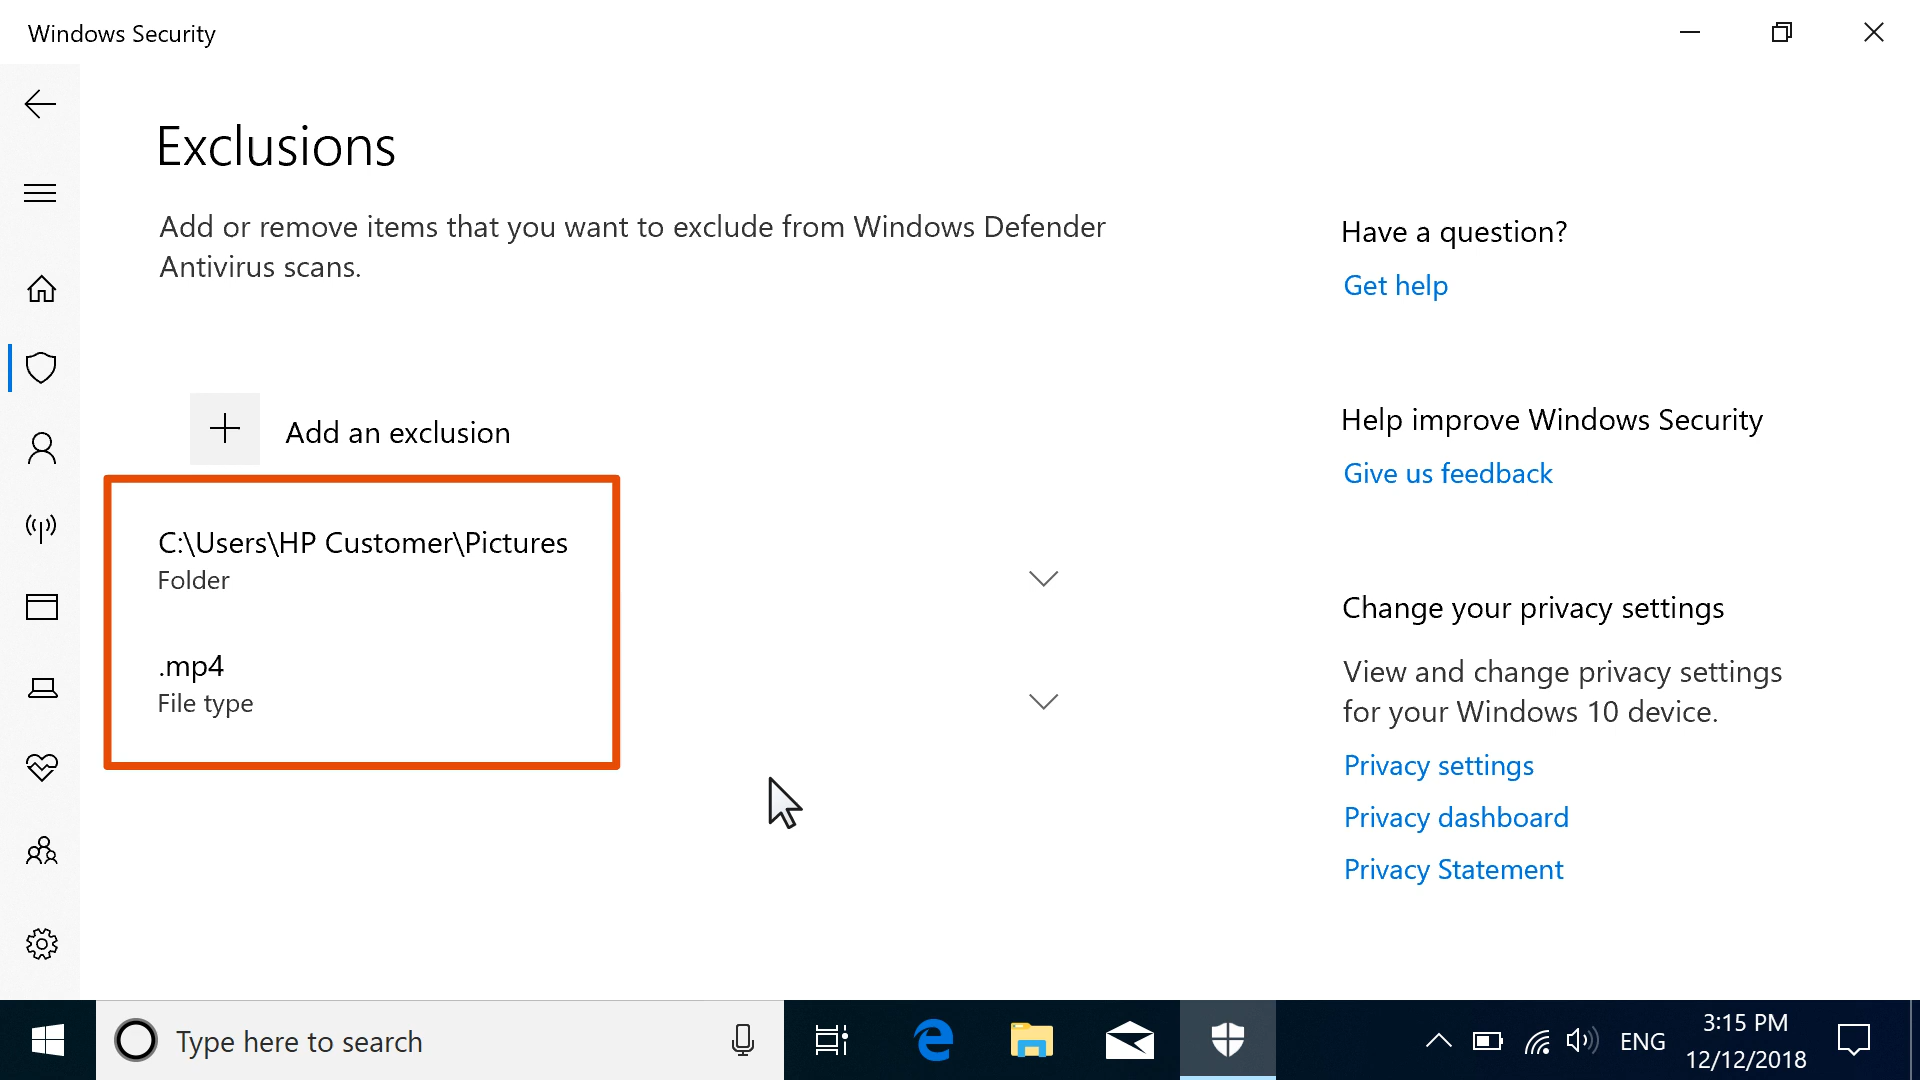 Windows Security
Exclusions
Add or remove items that you want to exclude from Windows Defender
Antivirus scans.
Add an exclusion
C:\Users\HP Customer\Pictures
Folder
.mp4
File type
Have a question?
Get help
Help improve Windows Security
Give us feedback
Change your privacy settings
View and change privacy settings
for your Windows 10 device.
Privacy settings
Privacy dashboard
Privacy Statement
Type here to search
ENG
3:15 PM
12/12/2018